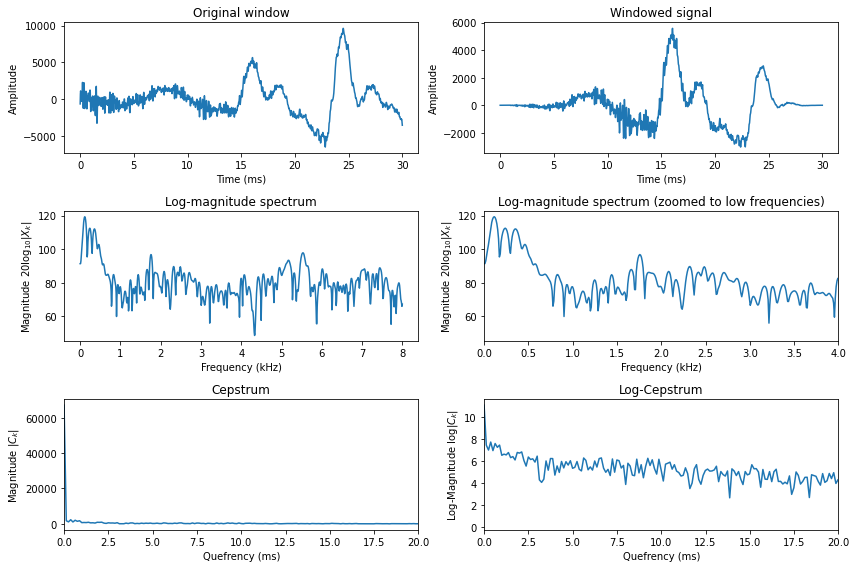 Original window
Amplitude
10000
5000
0
−5000
0 5 10 15 20 25 30
Time (ms)
Windowed signal
Amplitude
6000
4000
2000
0
−2000
0 5 10 15 20 25 30
Time (ms)
Log-magnitude spectrum
Magnitude 20log₁₀|Xₖ|
120
100
80
60
0 1 2 3 4 5 6 7 8
Frequency (kHz)
Log-magnitude spectrum (zoomed to low frequencies)
Magnitude 20log₁₀|Xₖ|
120
100
80
60
0.0 0.5 1.0 1.5 2.0 2.5 3.0 3.5 4.0
Frequency (kHz)
Cepstrum
Magnitude |Cₖ|
60000
40000
20000
0
0.0 2.5 5.0 7.5 10.0 12.5 15.0 17.5 20.0
Quefrency (ms)
Log-Cepstrum
Log-Magnitude log|Cₖ|
10
8
6
4
2
0
0.0 2.5 5.0 7.5 10.0 12.5 15.0 17.5 20.0
Quefrency (ms)